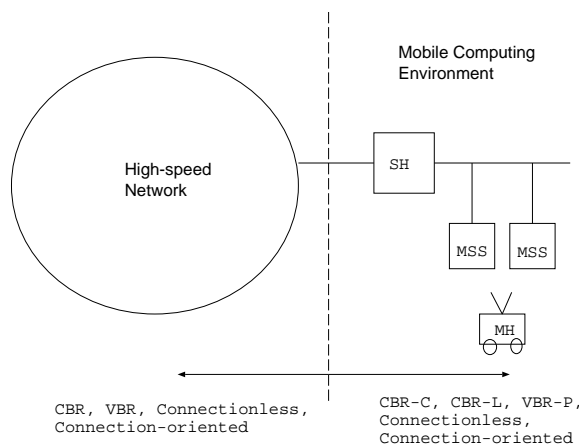 Mobile Computing
Environment
High-speed
Network
SH
MSS
MSS
MH
CBR, VBR, Connectionless,
Connection-oriented
CBR-C, CBR-L, VBR-P,
Connectionless,
Connection-oriented